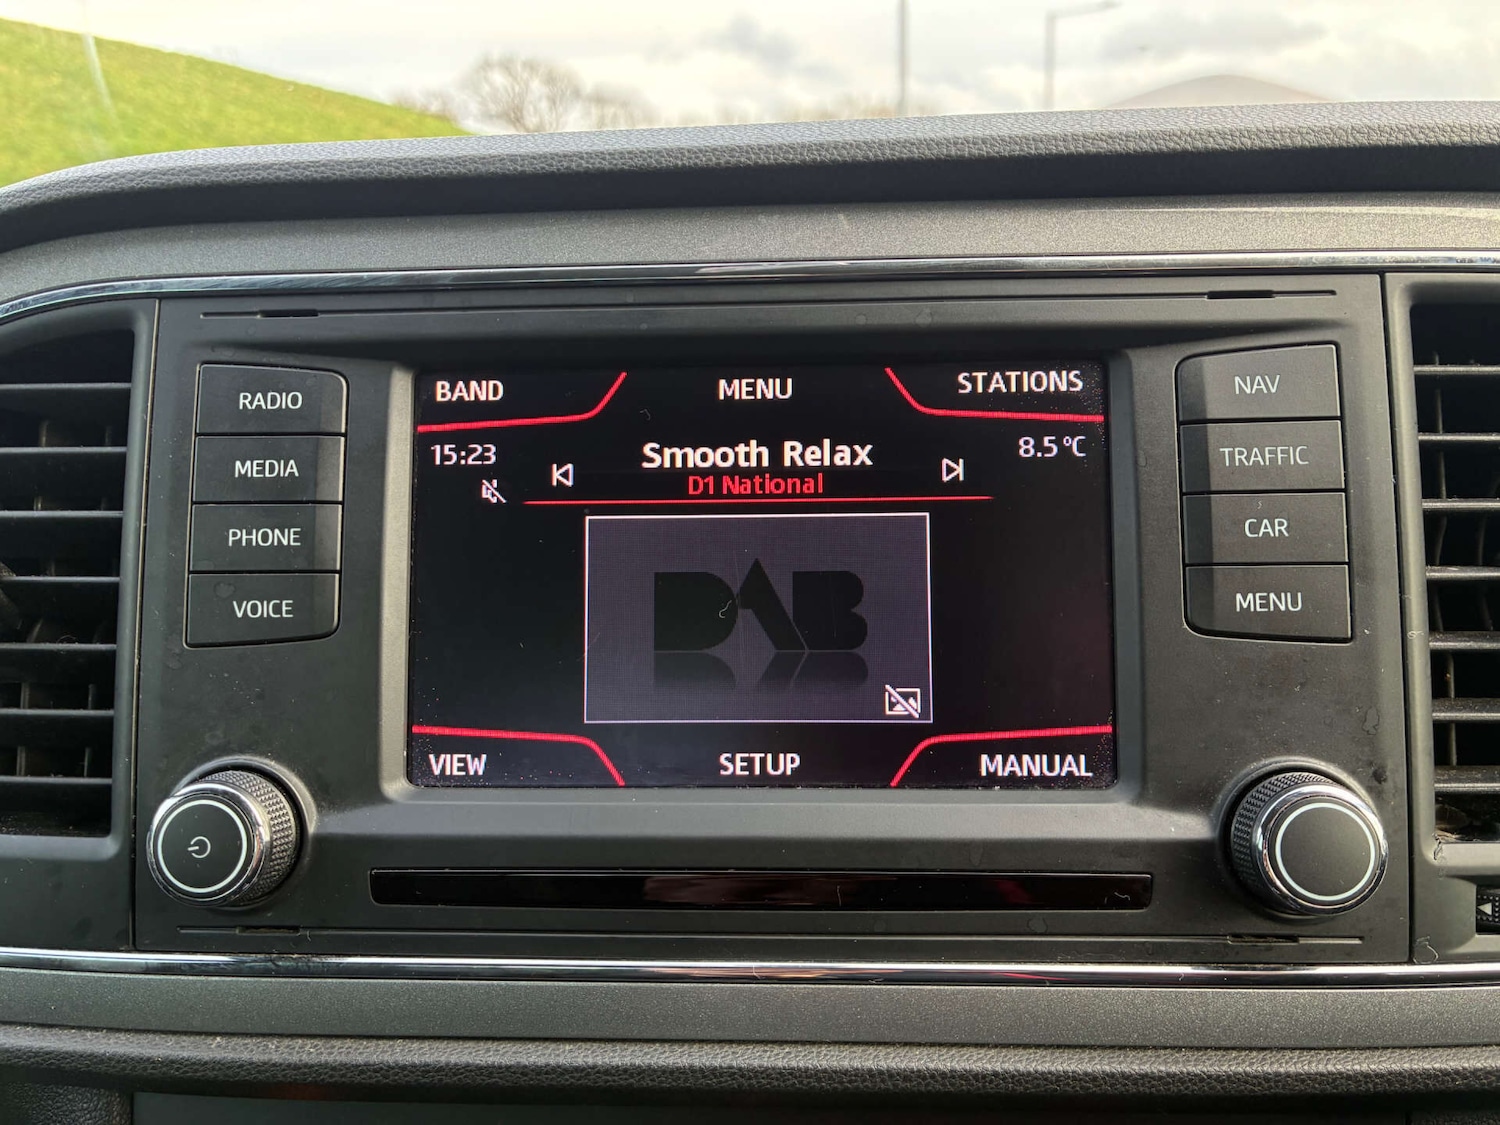 BAND
MENU
STATIONS
15:23
Smooth Relax
8.5 °C
D1 National
DAB
VIEW
SETUP
MANUAL
RADIO
MEDIA
PHONE
VOICE
NAV
TRAFFIC
CAR
MENU